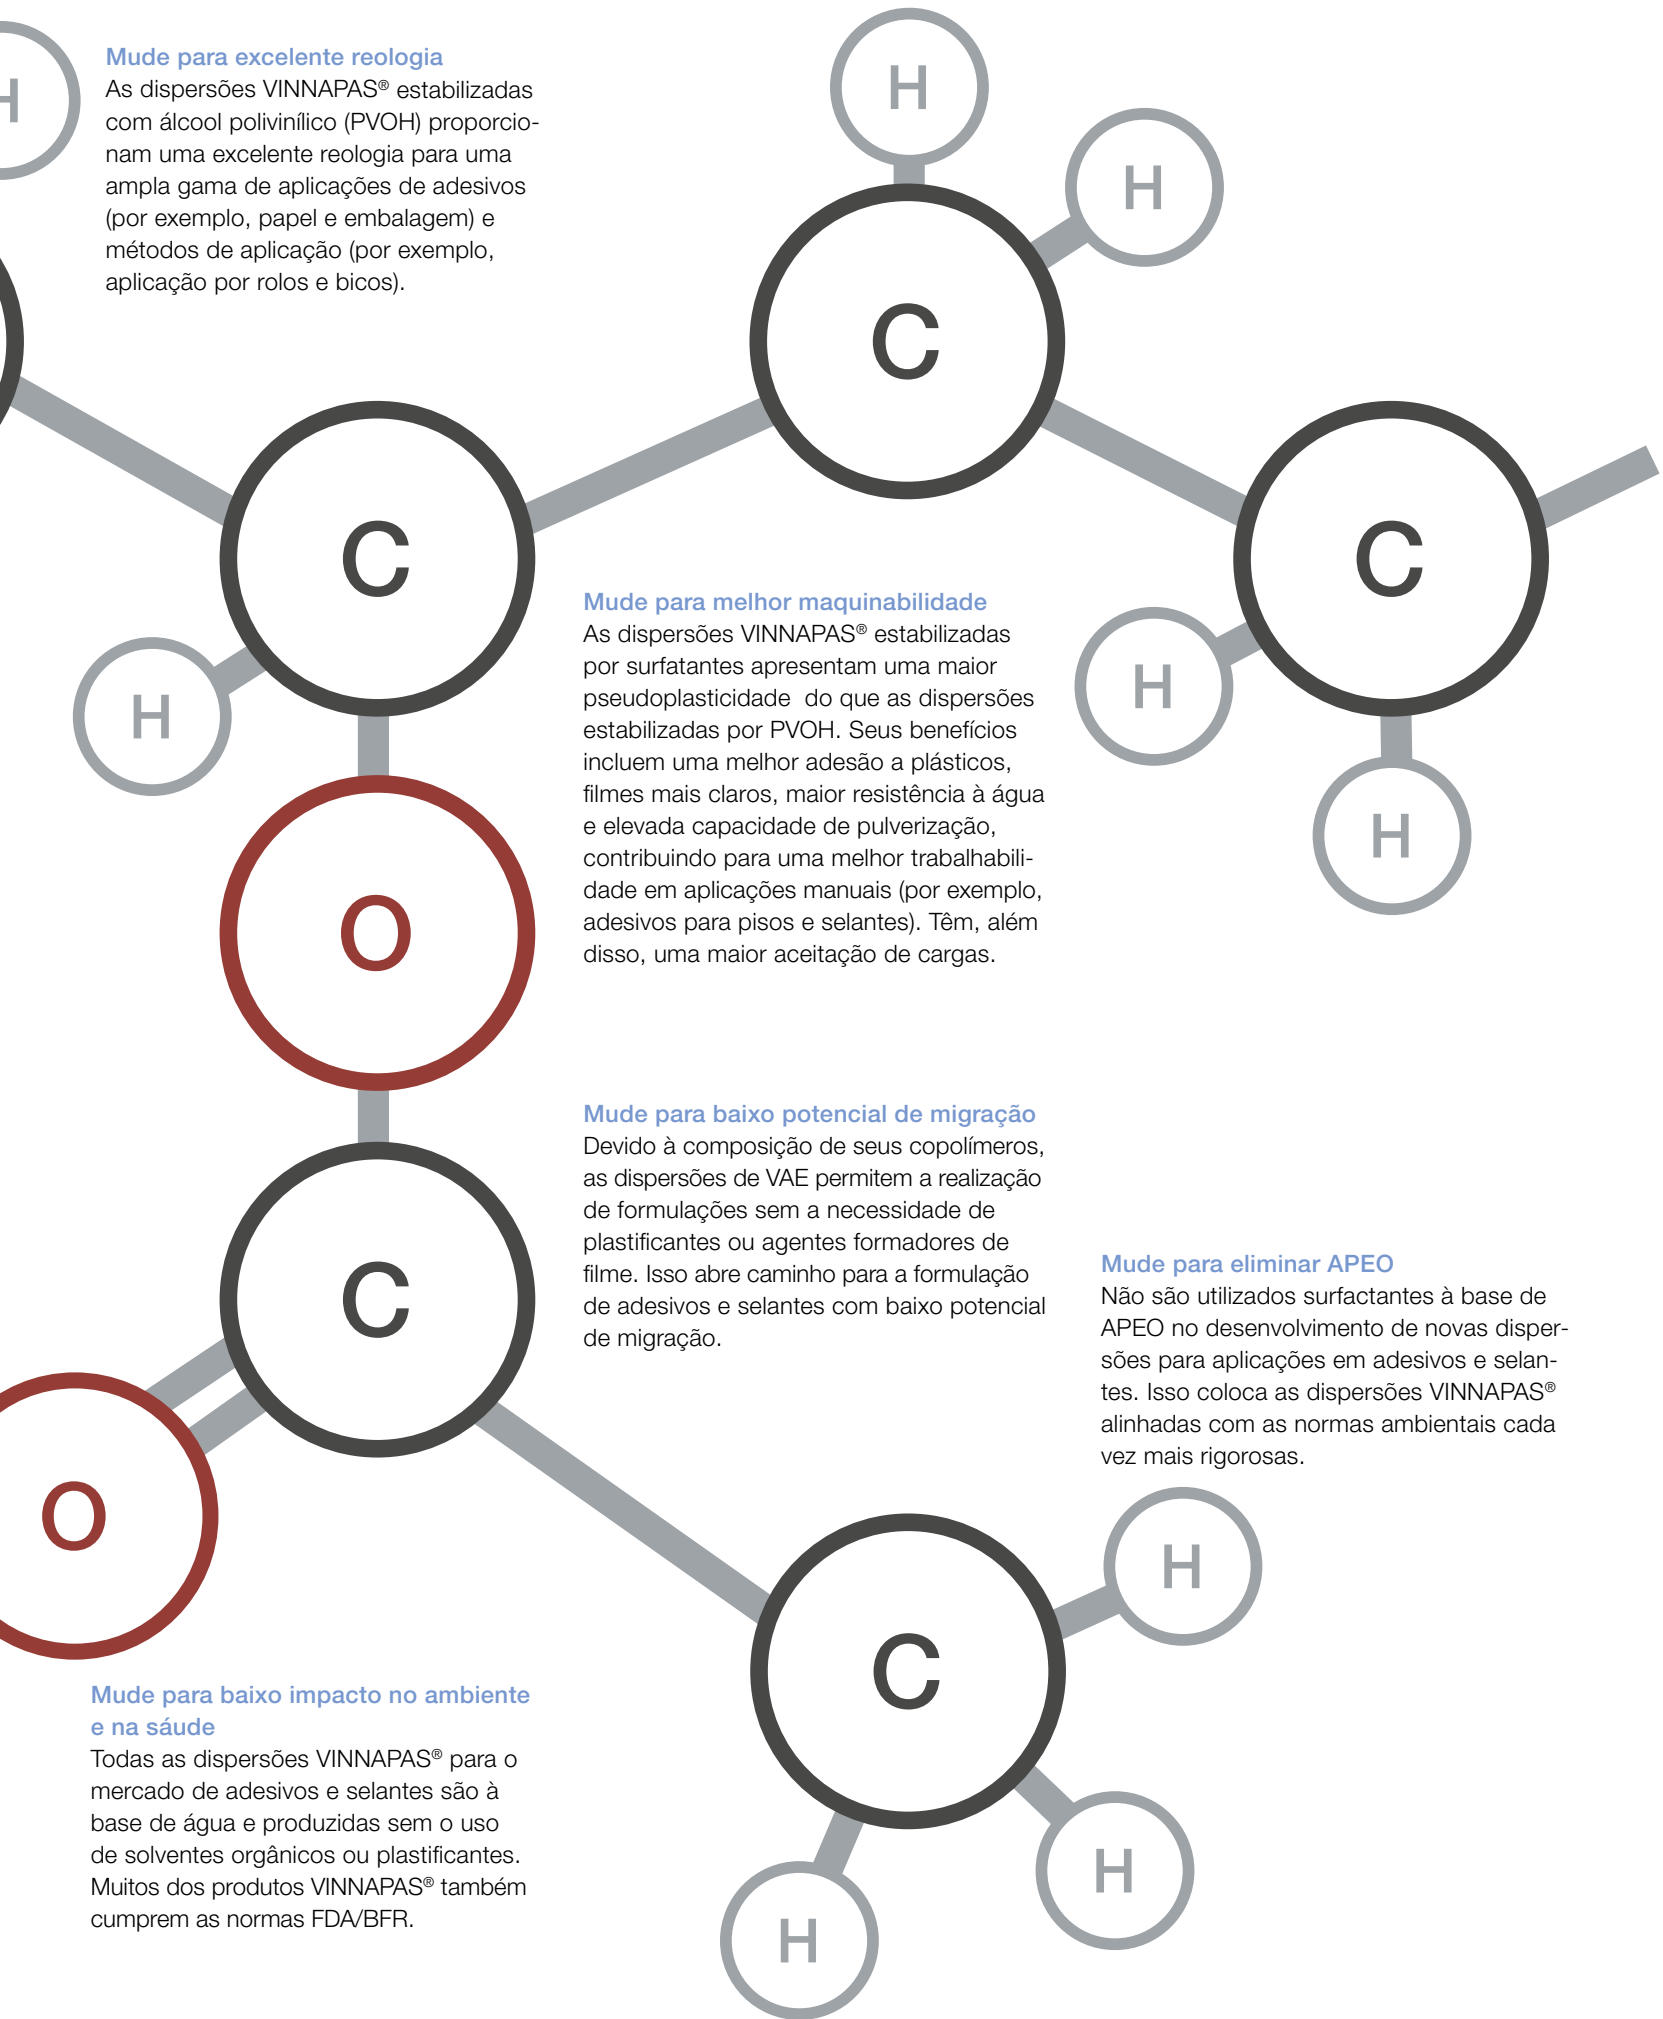 H
Mude para excelente reologia
As dispersões VINNAPAS® estabilizadas
com álcool polivinílico (PVOH) proporcio-
nam uma excelente reologia para uma
ampla gama de aplicações de adesivos
(por exemplo, papel e embalagem) e
métodos de aplicação (por exemplo,
aplicação por rolos e bicos).
H
H
C
C
C
H
H
H
Mude para melhor maquinabilidade
As dispersões VINNAPAS® estabilizadas
por surfatantes apresentam uma maior
pseudoplasticidade do que as dispersões
estabilizadas por PVOH. Seus benefícios
incluem uma melhor adesão a plásticos,
filmes mais claros, maior resistência à água
e elevada capacidade de pulverização,
contribuindo para uma melhor trabalhabili-
dade em aplicações manuais (por exemplo,
adesivos para pisos e selantes). Têm, além
disso, uma maior aceitação de cargas.
O
C
Mude para baixo potencial de migração
Devido à composição de seus copolímeros,
as dispersões de VAE permitem a realização
de formulações sem a necessidade de
plastificantes ou agentes formadores de
filme. Isso abre caminho para a formulação
de adesivos e selantes com baixo potencial
de migração.
Mude para eliminar APEO
Não são utilizados surfactantes à base de
APEO no desenvolvimento de novas disper-
sões para aplicações em adesivos e selan-
tes. Isso coloca as dispersões VINNAPAS®
alinhadas com as normas ambientais cada
vez mais rigorosas.
O
H
C
Mude para baixo impacto no ambiente
e na sáude
Todas as dispersões VINNAPAS® para o
mercado de adesivos e selantes são à
base de água e produzidas sem o uso
de solventes orgânicos ou plastificantes.
Muitos dos produtos VINNAPAS® também
cumprem as normas FDA/BFR.
H
H